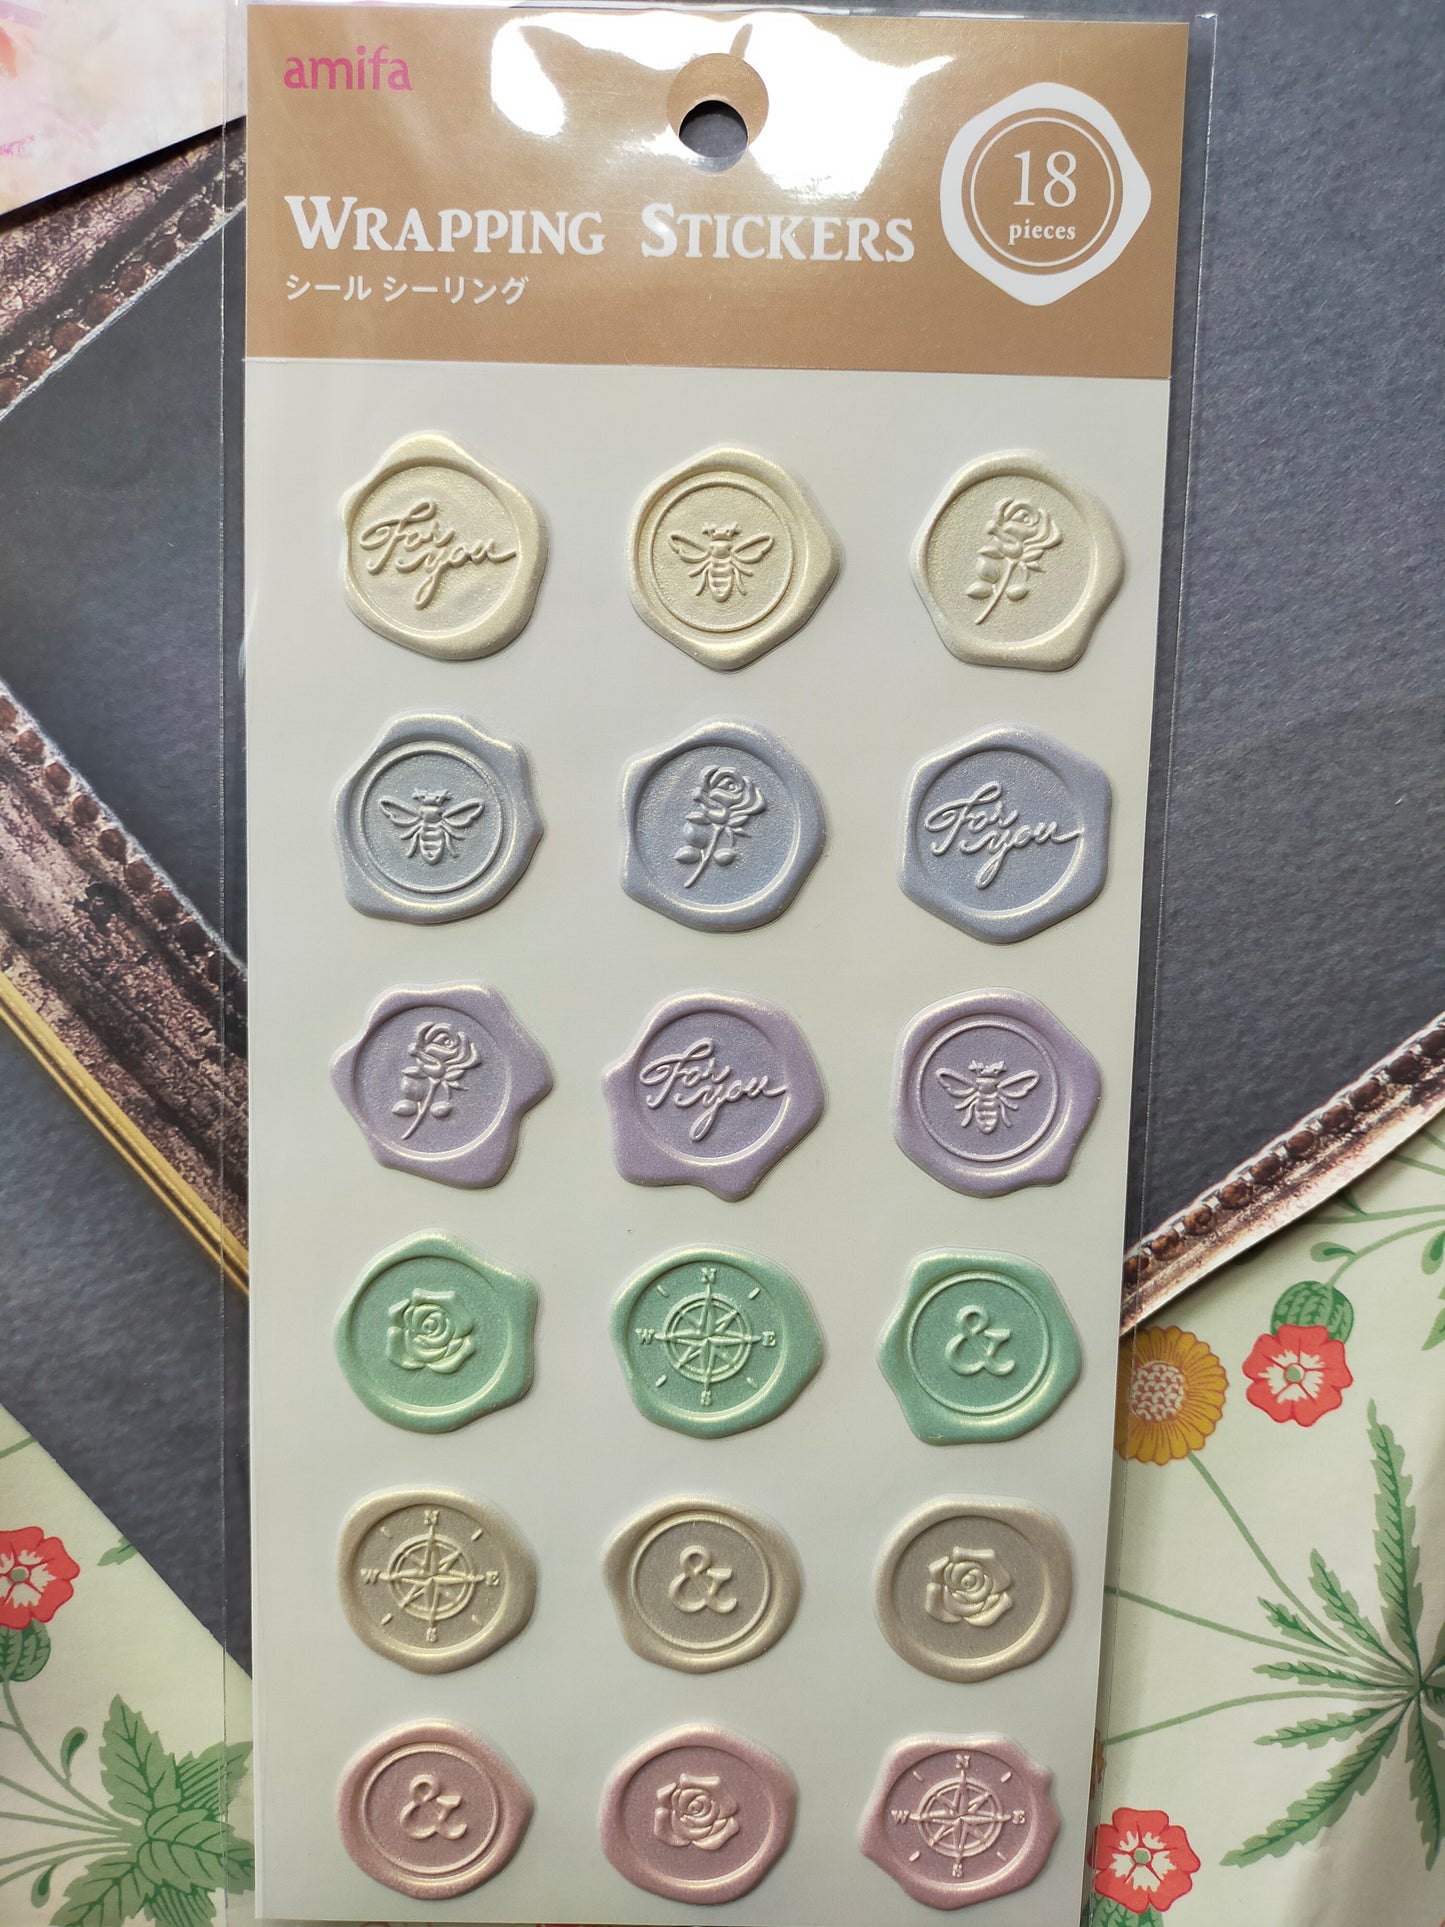 amifa
18
pieces
WRAPPING STICKERS
シール シーリング
For you
For you
For you
N
W E
S
&
N
W E
S
&
&
N
W E
S